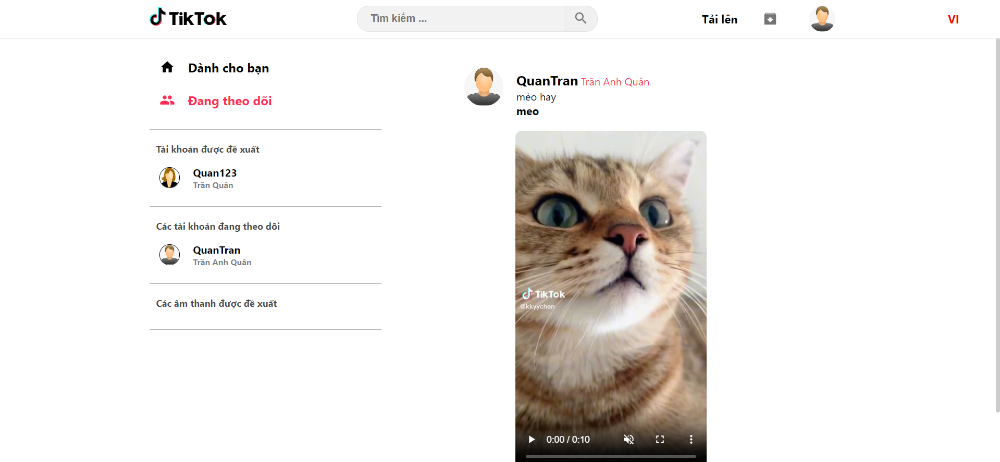 TikTok
Tìm kiếm ...
Tải lên
VI
Dành cho bạn
Đang theo dõi
Tài khoản được đề xuất
Quan123
Trần Quân
Các tài khoản đang theo dõi
QuanTran
Trần Anh Quân
Các âm thanh được đề xuất
QuanTran Trần Anh Quân
mèo hay
meo
TikTok
@kkyychen
0:00 / 0:10